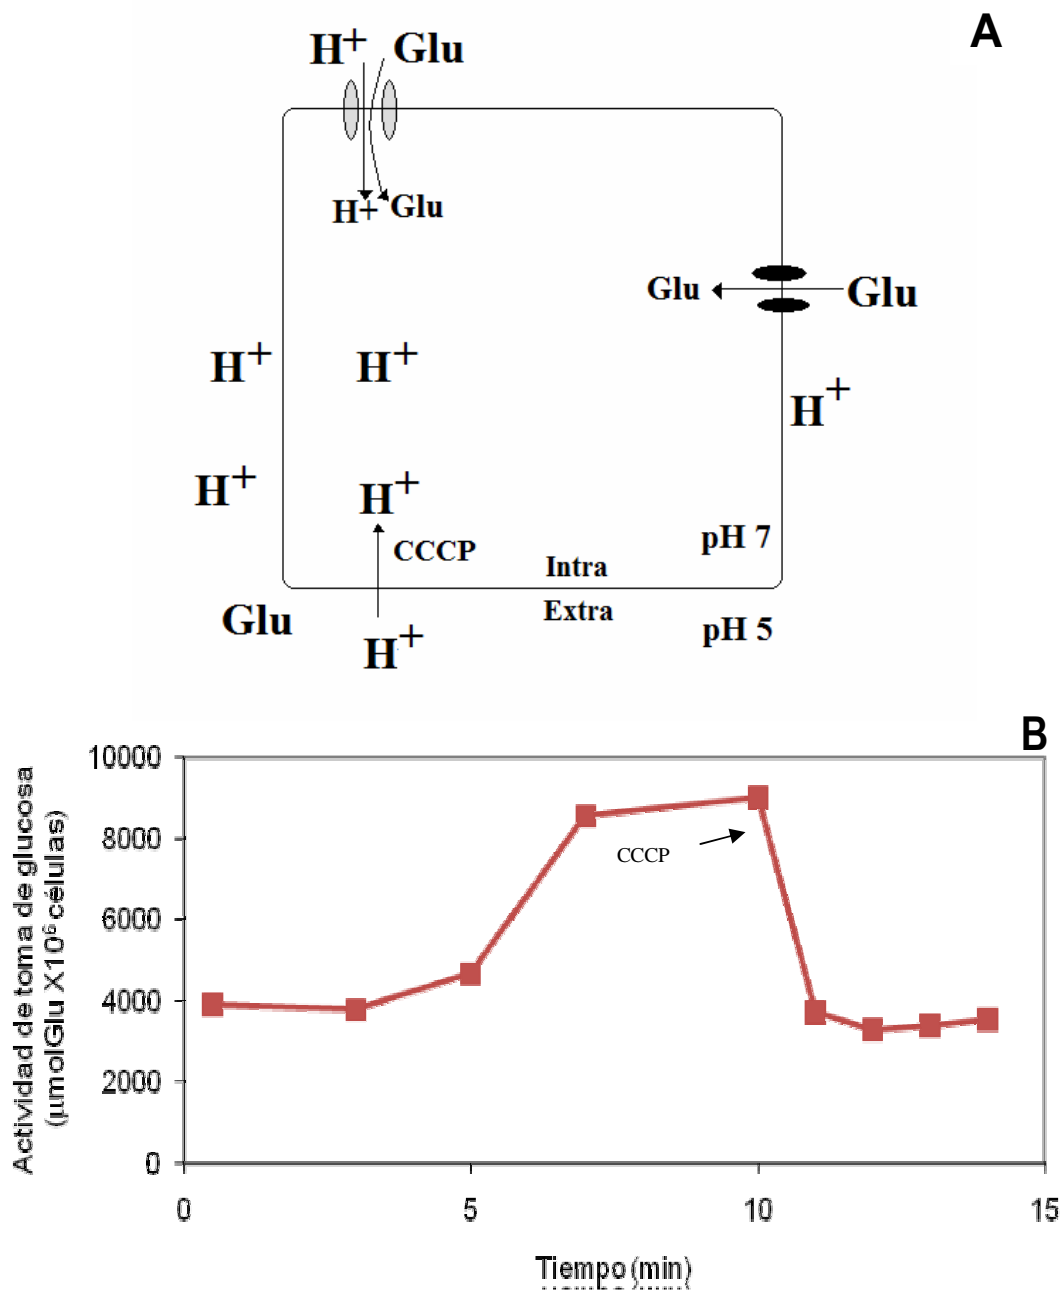 A
H+ Glu
H+ Glu
Glu Glu
H+ H+
H+
H+ H+
CCCP
pH 7
Intra
Extra
Glu
H+
pH 5
B
Actividad de toma de glucosa
(µmolGlu X10⁶ células)
10000
8000
6000
4000
2000
0
CCCP
0 5 10 15
Tiempo (min)